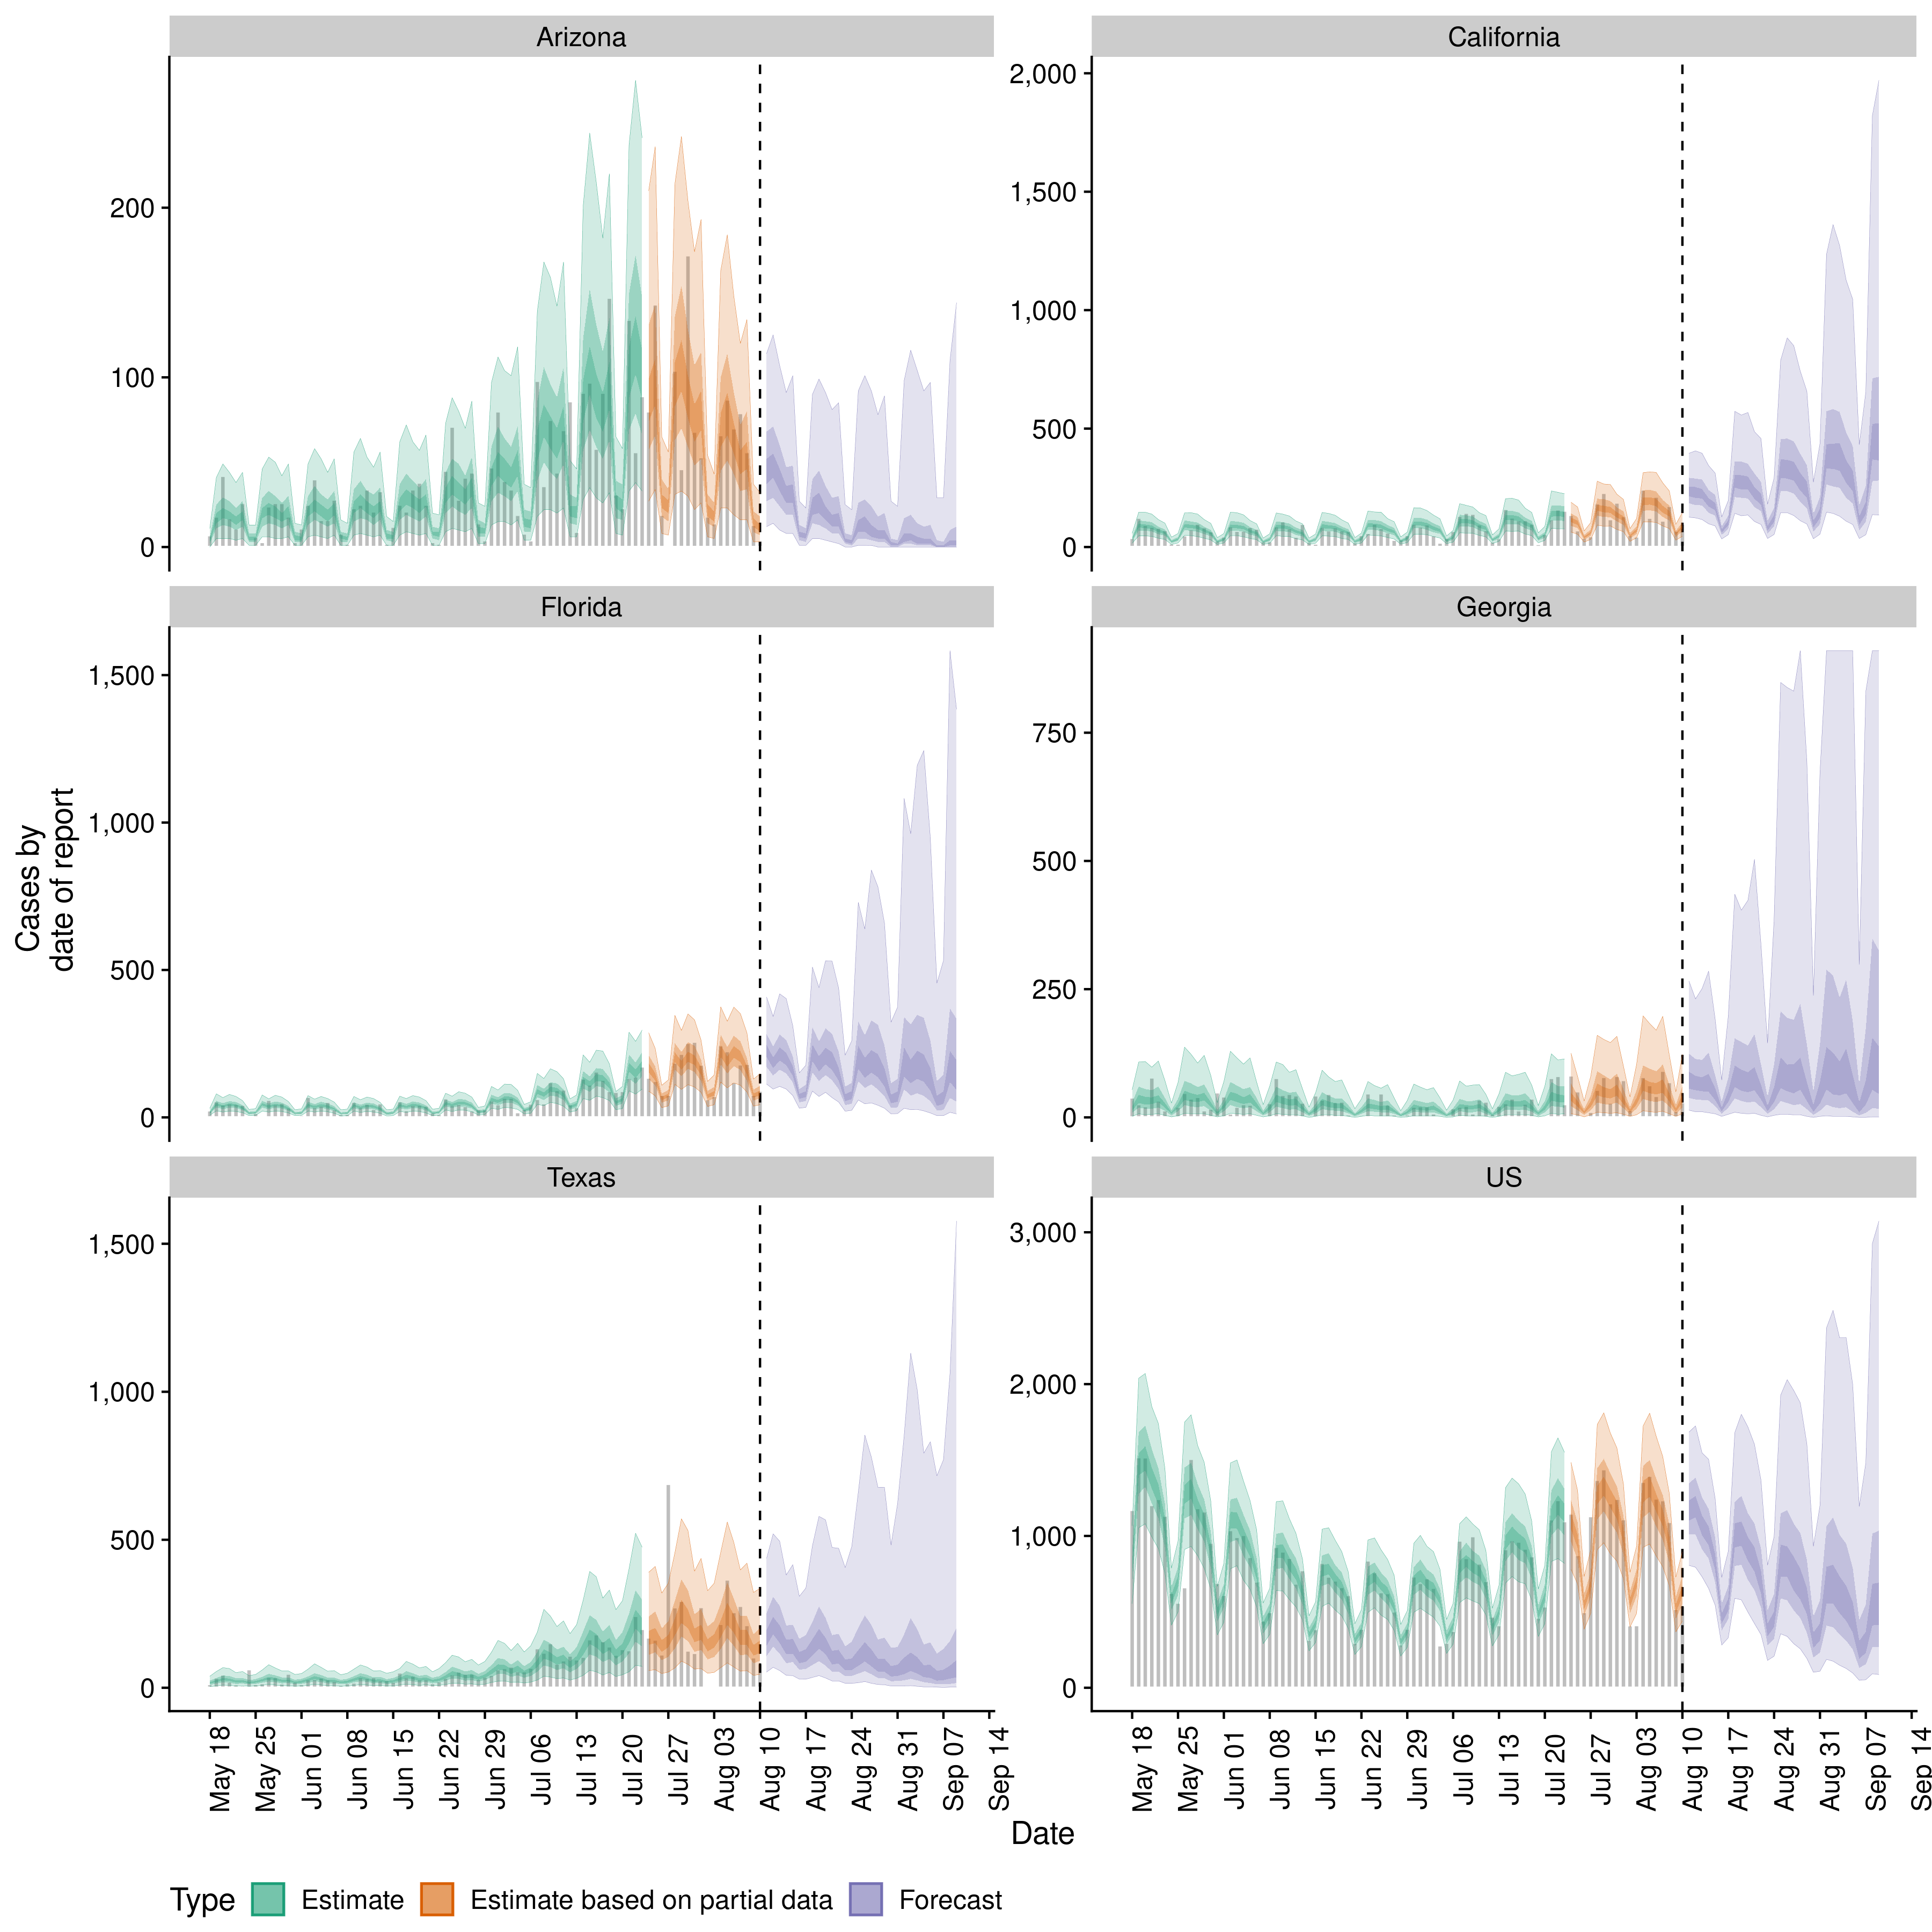 Arizona
California
200
100
0
2,000
1,500
1,000
500
0
Florida
Georgia
1,500
1,000
500
0
750
500
250
0
Cases by
date of report
Texas
US
1,500
1,000
500
0
3,000
2,000
1,000
0
May 18
May 25
Jun 01
Jun 08
Jun 15
Jun 22
Jun 29
Jul 06
Jul 13
Jul 20
Jul 27
Aug 03
Aug 10
Aug 17
Aug 24
Aug 31
Sep 07
Sep 14
May 18
May 25
Jun 01
Jun 08
Jun 15
Jun 22
Jun 29
Jul 06
Jul 13
Jul 20
Jul 27
Aug 03
Aug 10
Aug 17
Aug 24
Aug 31
Sep 07
Sep 14
Date
Type Estimate Estimate based on partial data Forecast